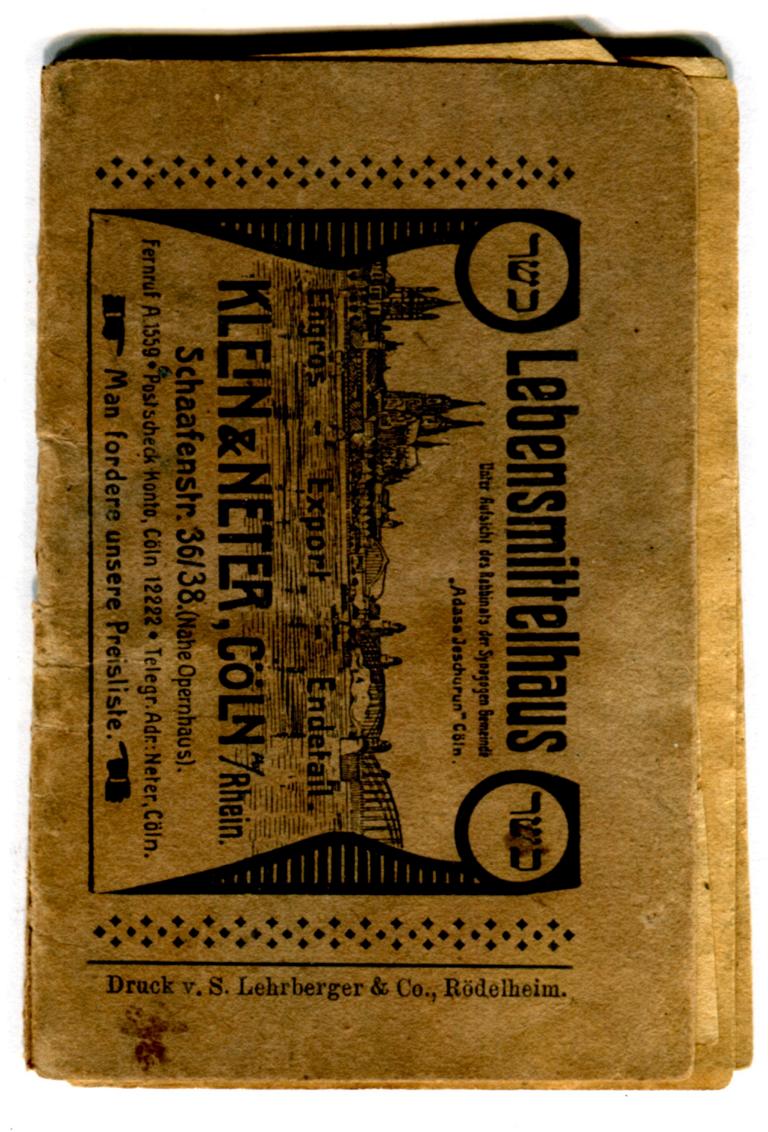 כשר Lebensmittelhaus כשר
Unter Aufsicht des Rabbinats der Synagogen Gemeinde
„Adass Jeschurun" Cöln.
Engros - Export - Endetail.
KLEIN & NETER, CÖLN a/Rhein.
Schaafenstr. 36/38. (Nahe Opernhaus).
Fernruf A 1559 • Postscheck Konto, Cöln 12222 • Telegr. Adr.: Neter, Cöln.
Man fordere unsere Preisliste.
Druck v. S. Lehrberger & Co., Rödelheim.